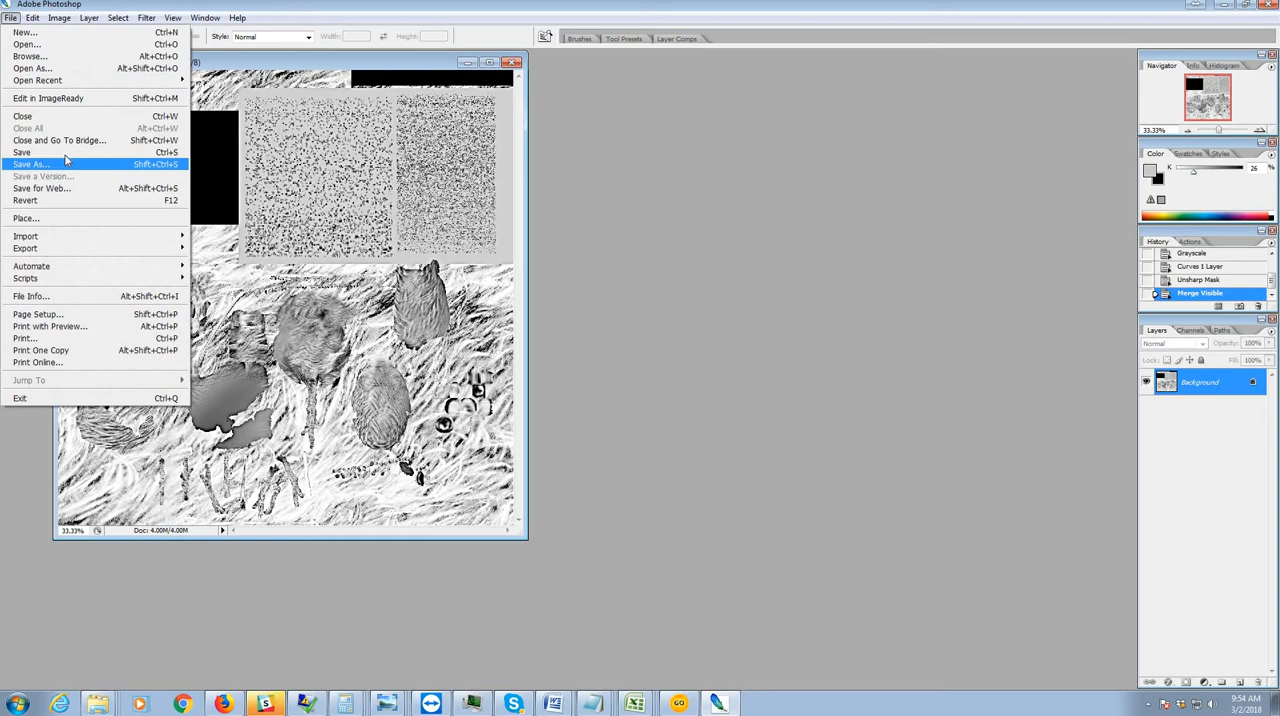 Adobe Photoshop
File Edit Image Layer Select Filter View Window Help
Style: Normal Width: Height: Brushes Tool Presets Layer Comps
New... Ctrl+N
Open... Ctrl+O
Browse... Alt+Ctrl+O
Open As... Alt+Shift+Ctrl+O
Open Recent
Edit in ImageReady Shift+Ctrl+M
Close Ctrl+W
Close All Alt+Ctrl+W
Close and Go To Bridge... Shift+Ctrl+W
Save Ctrl+S
Save As... Shift+Ctrl+S
Save a Version...
Save for Web... Alt+Shift+Ctrl+S
Revert F12
Place...
Import
Export
Automate
Scripts
File Info... Alt+Shift+Ctrl+I
Page Setup... Shift+Ctrl+P
Print with Preview... Alt+Ctrl+P
Print... Ctrl+P
Print One Copy Alt+Shift+Ctrl+P
Print Online...
Jump To
Exit Ctrl+Q
/8)
33.33% Doc: 4.00M/4.00M
Navigator Info Histogram
33.33%
Color Swatches Styles
K 26 %
History Actions
Grayscale
Curves 1 Layer
Unsharp Mask
Merge Visible
Layers Channels Paths
Normal Opacity: 100%
Lock: Fill: 100%
Background
GO
9:54 AM
3/2/2018